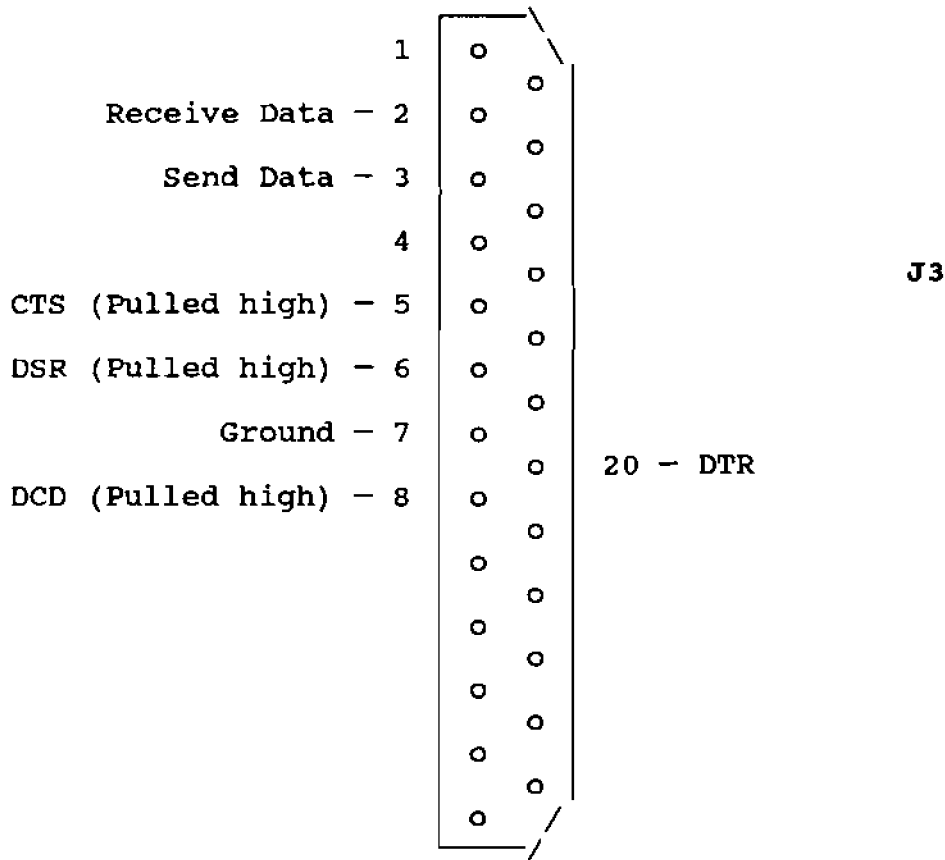 1
Receive Data — 2
Send Data — 3
4
J3
CTS (Pulled high) — 5
DSR (Pulled high) — 6
Ground — 7
20 — DTR
DCD (Pulled high) — 8